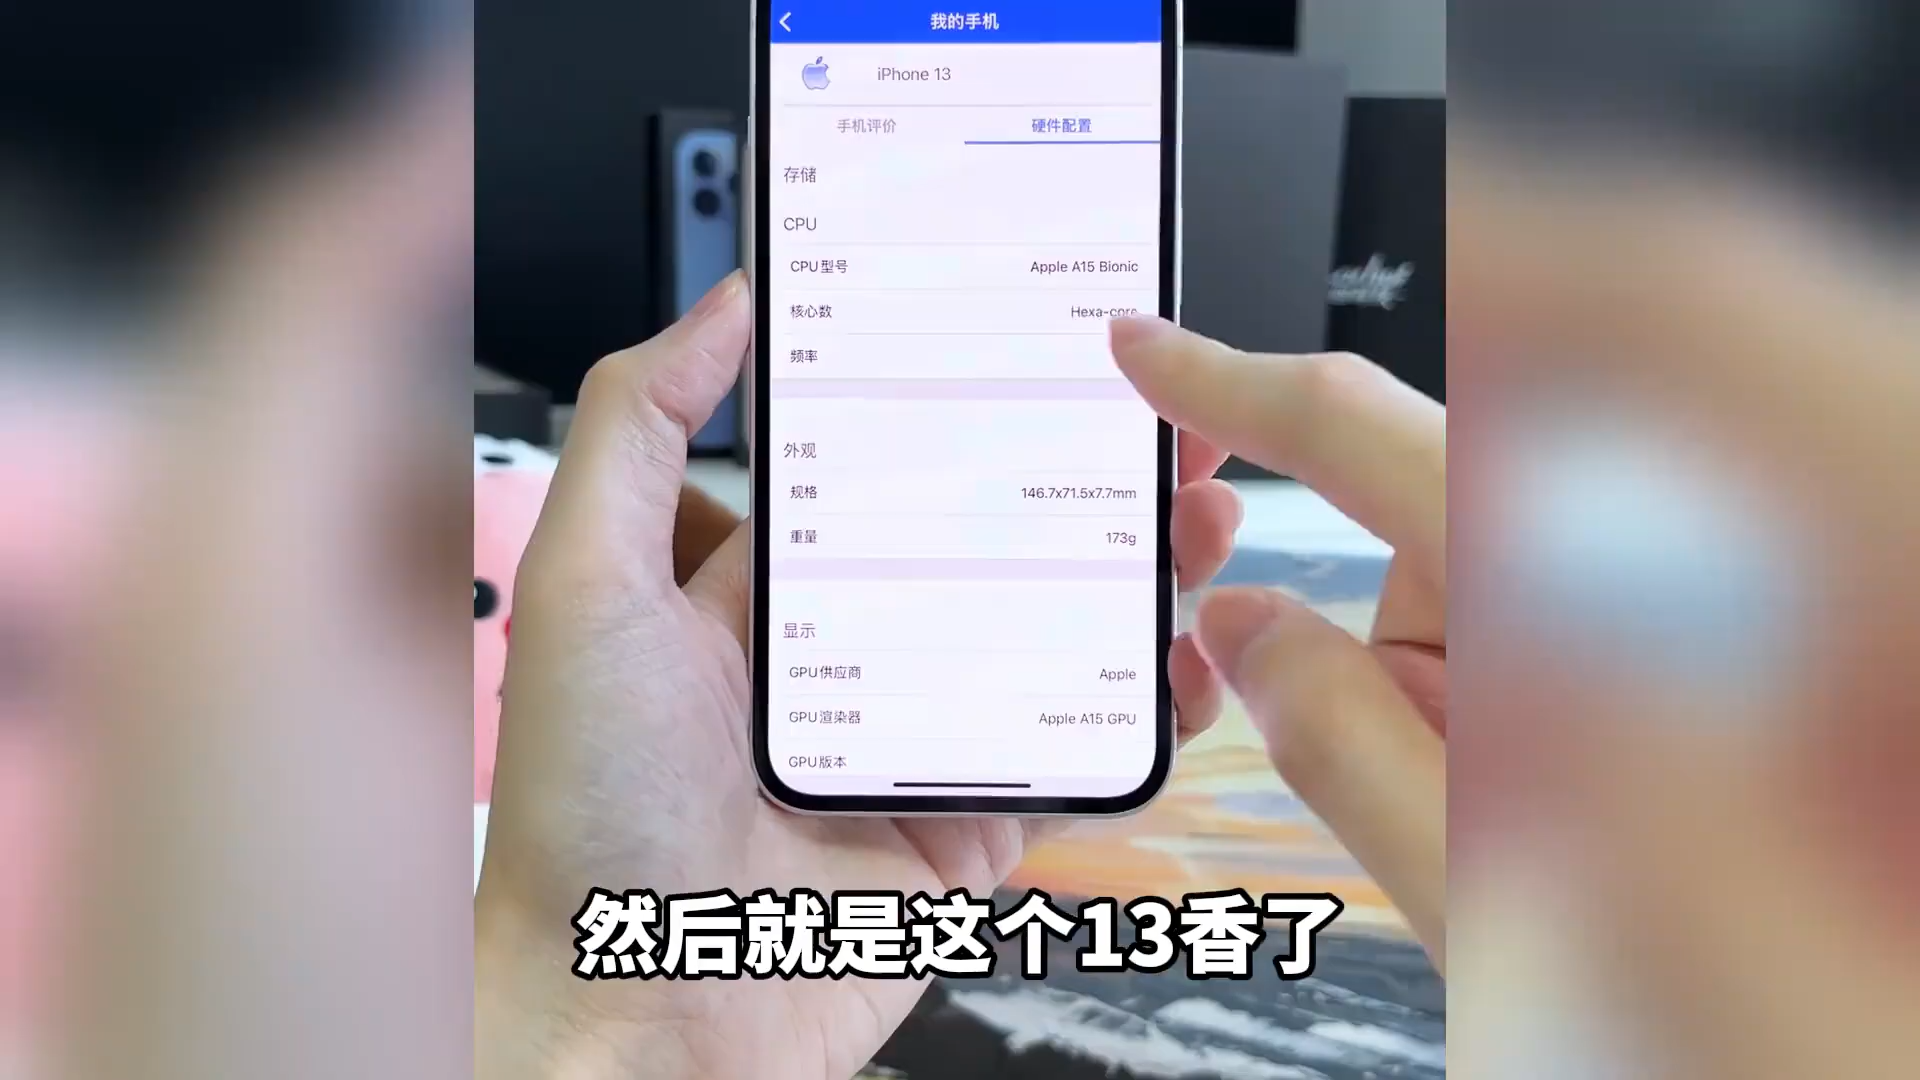 我的手机
iPhone 13
手机评价 硬件配置
存储
CPU
CPU型号 Apple A15 Bionic
核心数 Hexa-core
频率
外观
规格 146.7x71.5x7.7mm
重量 173g
显示
GPU供应商 Apple
GPU渲染器 Apple A15 GPU
GPU版本
然后就是这个13香了